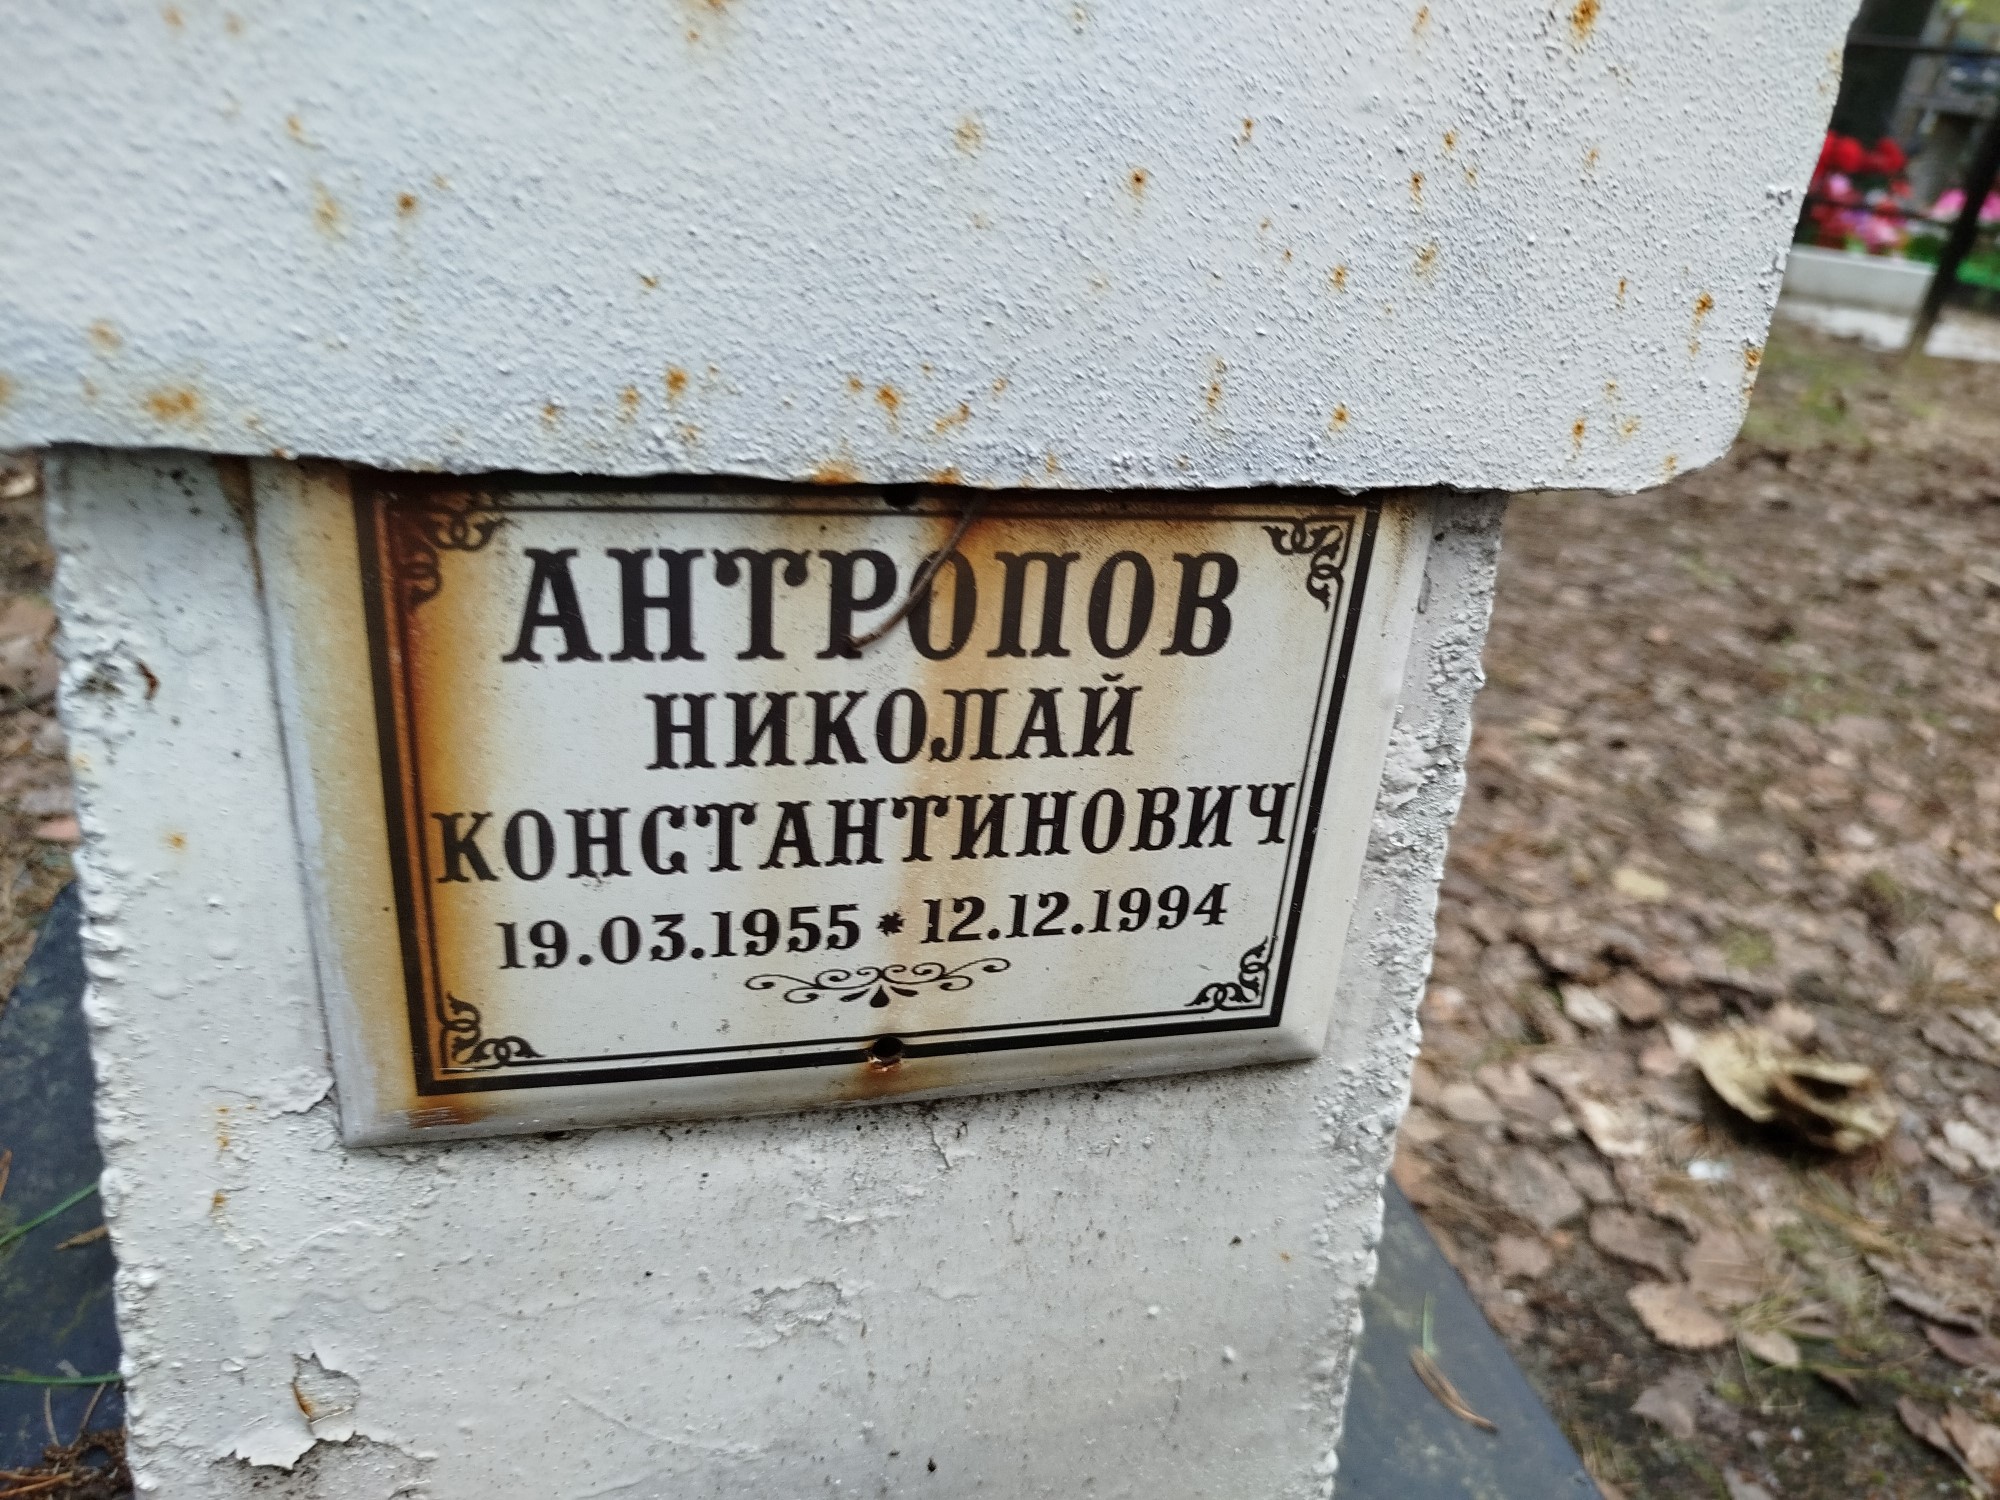 АНТРОПОВ
НИКОЛАЙ
КОНСТАНТИНОВИЧ
19.03.1955 * 12.12.1994